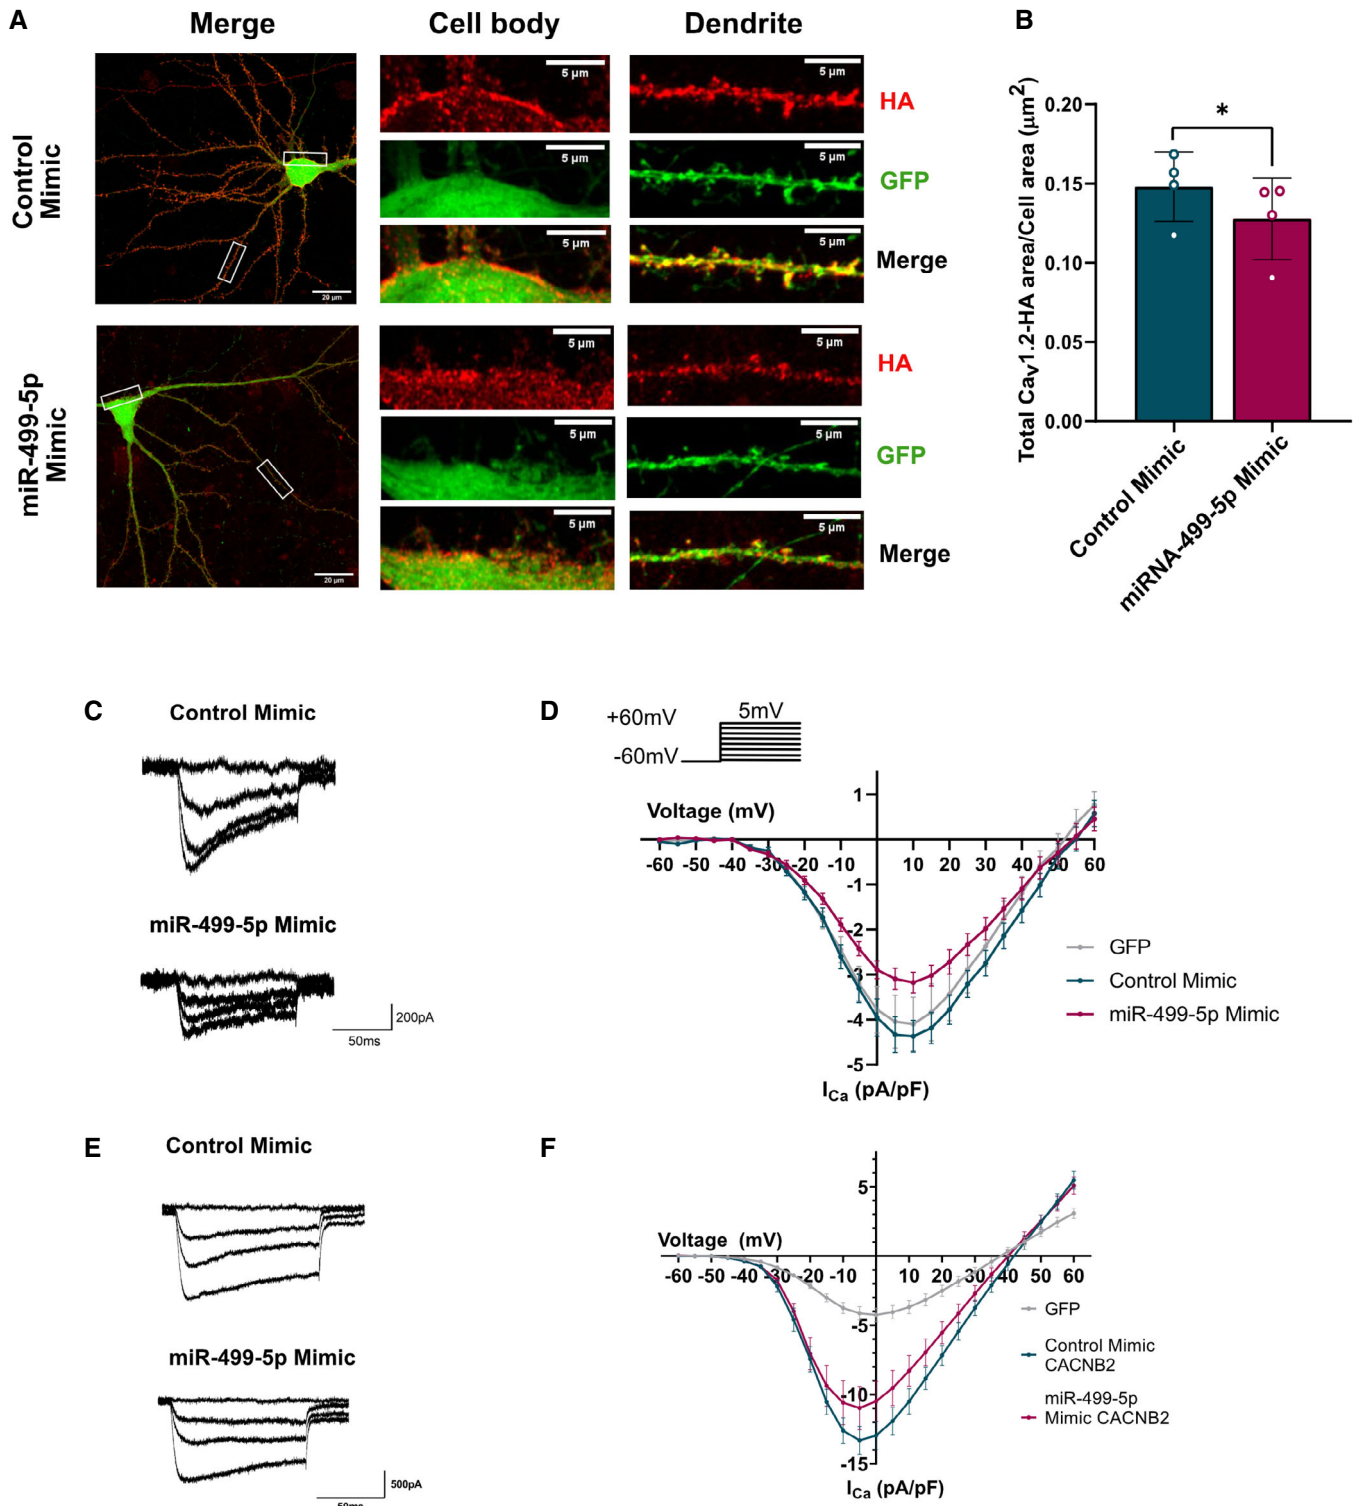 A
Merge
Cell body
Dendrite
Control
Mimic
20 µm
5 µm
5 µm
HA
5 µm
5 µm
GFP
5 µm
5 µm
Merge
miR-499-5p
Mimic
20 µm
5 µm
5 µm
HA
5 µm
5 µm
GFP
5 µm
5 µm
Merge
B
Total Cav1.2-HA area/Cell area (µm2)
0.20
0.15
0.10
0.05
0.00
*
Control Mimic
miRNA-499-5p Mimic
C
Control Mimic
miR-499-5p Mimic
200pA
50ms
D
+60mV
5mV
-60mV
Voltage (mV)
1
-60 -50 -40 -30 -20 -10 10 20 30 40 50 60
-1
-2
-3
-4
-5
ICa (pA/pF)
GFP
Control Mimic
miR-499-5p Mimic
E
Control Mimic
miR-499-5p Mimic
500pA
50ms
F
5
Voltage (mV)
-60 -50 -40 -30 -20 -10 10 20 30 40 50 60
-5
-10
-15
ICa (pA/pF)
GFP
Control Mimic
CACNB2
miR-499-5p
Mimic CACNB2